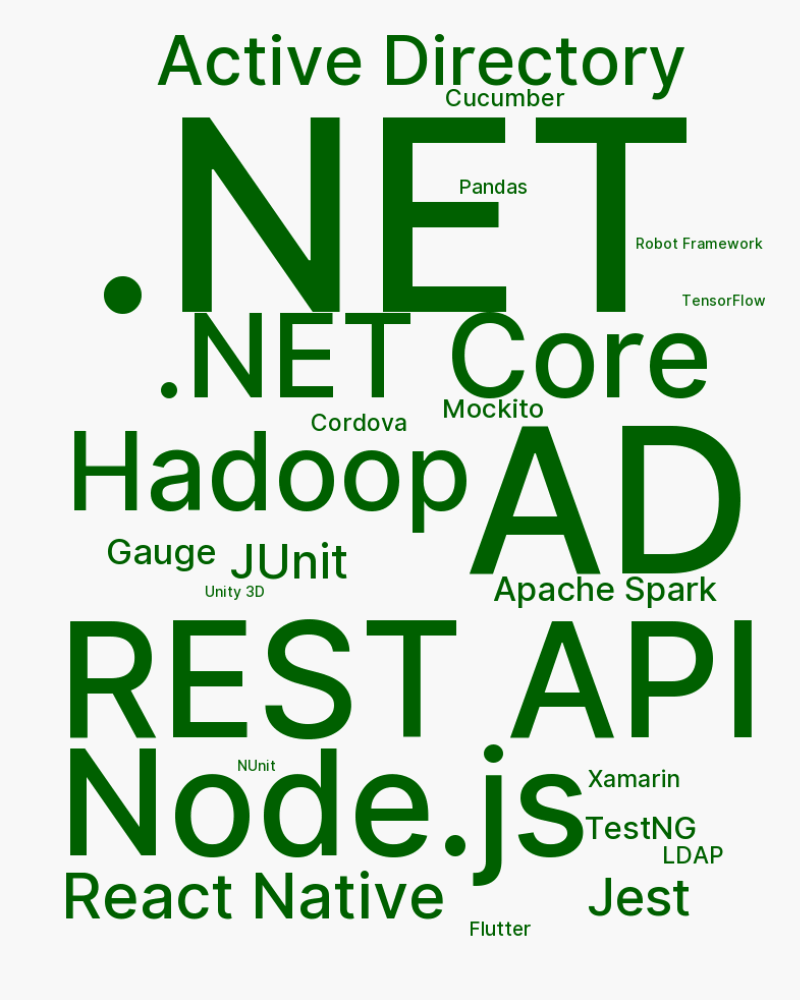 Active Directory
Cucumber
.NET
Pandas
Robot Framework
TensorFlow
.NET Core
Mockito
Cordova
Hadoop
AD
Gauge
JUnit
Unity 3D
Apache Spark
REST API
Node.js
NUnit
Xamarin
TestNG
LDAP
React Native
Jest
Flutter